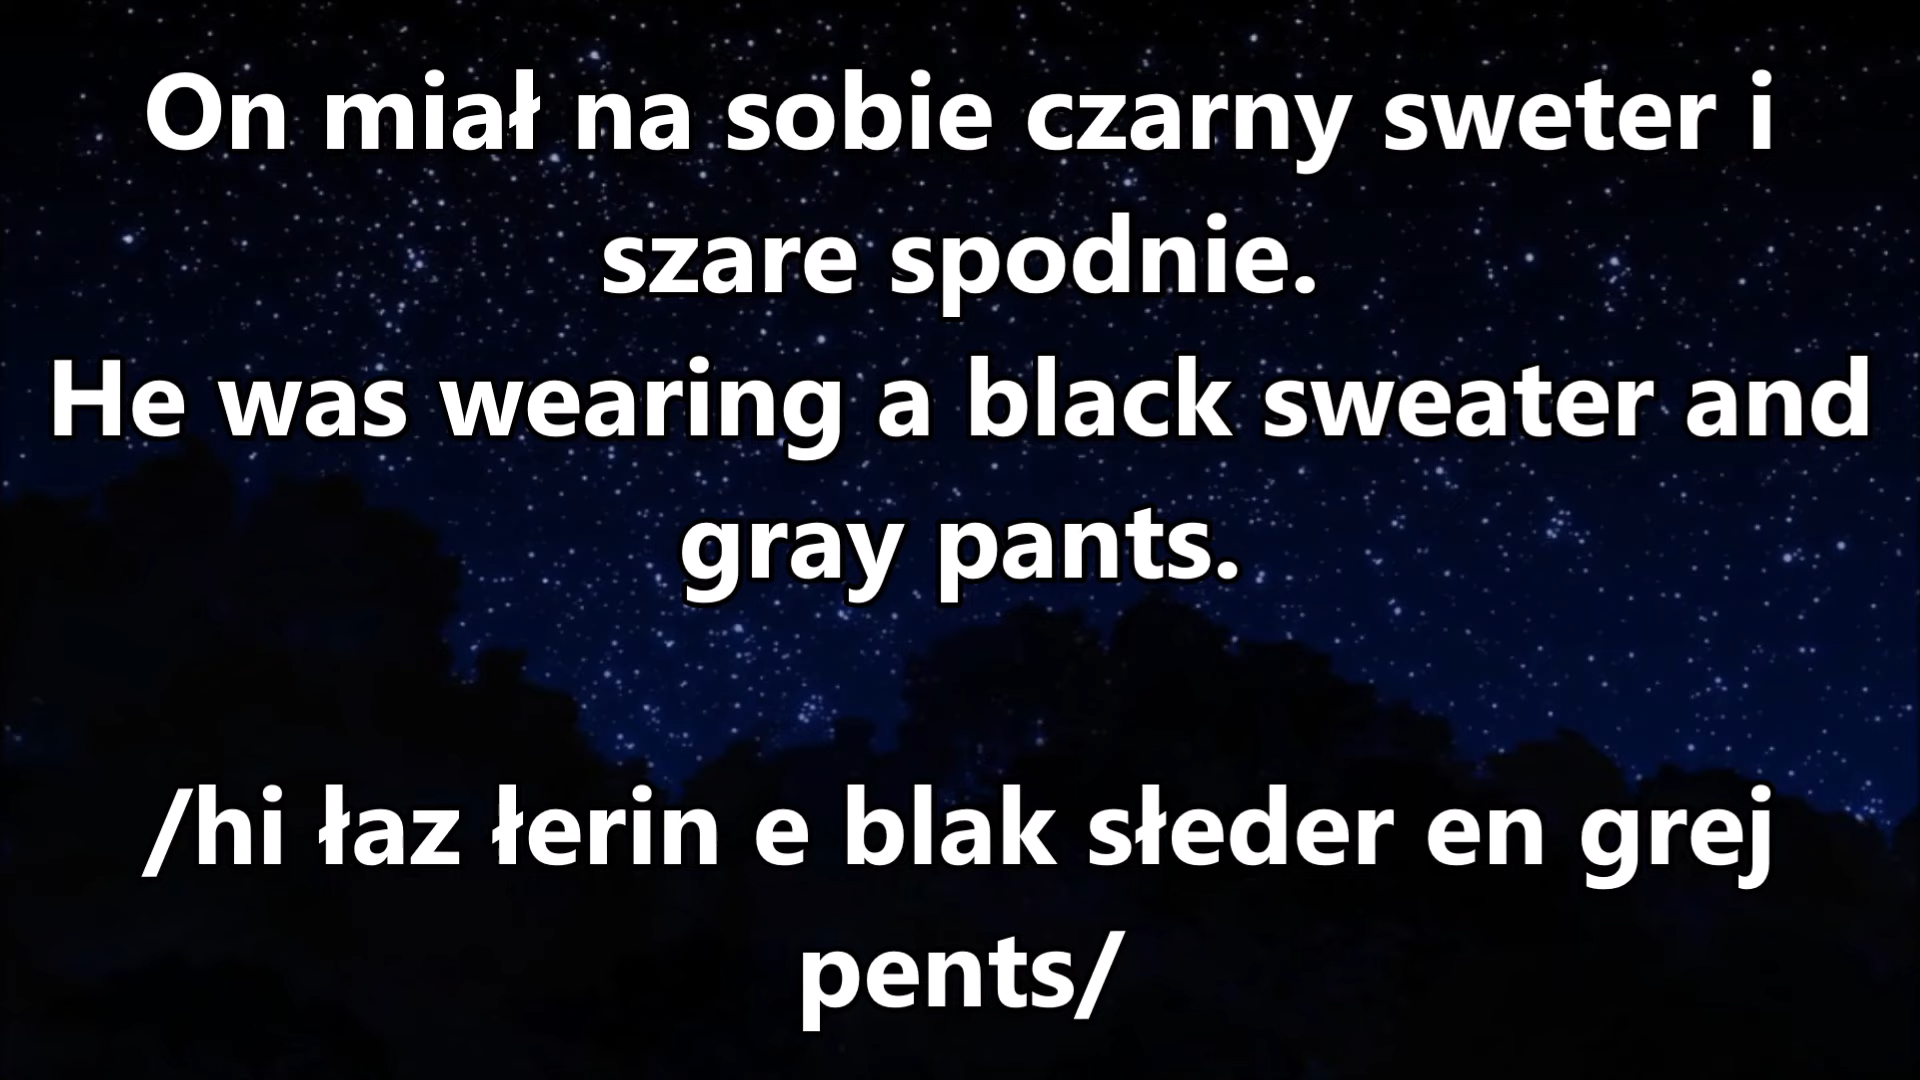 On miał na sobie czarny sweter i
szare spodnie.
He was wearing a black sweater and
gray pants.
/hi łaz łerin e blak słeder en grej
pents/